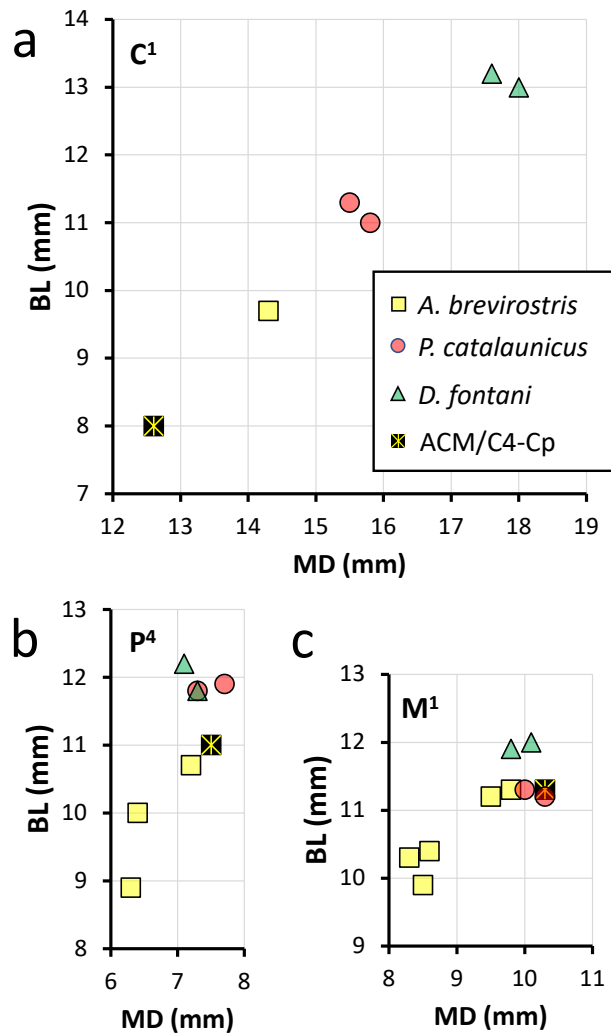 a
C¹
BL (mm)
14
13
12
11
10
9
8
7
12 13 14 15 16 17 18 19
MD (mm)
A. brevirostris
P. catalaunicus
D. fontani
ACM/C4-Cp
b
P⁴
BL (mm)
13
12
11
10
9
8
6 7 8
MD (mm)
c
M¹
BL (mm)
13
12
11
10
9
8 9 10 11
MD (mm)